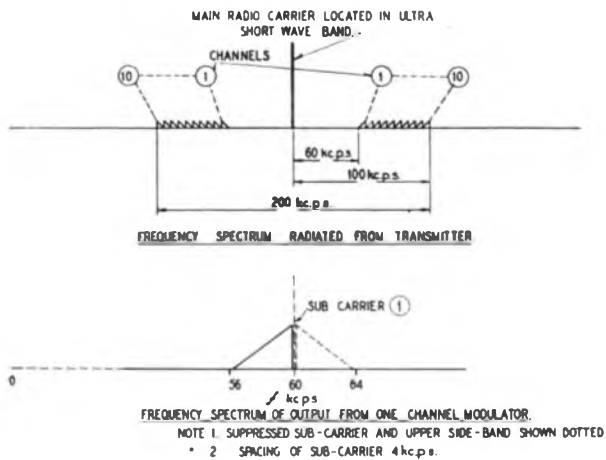 MAIN RADIO CARRIER LOCATED IN ULTRA
SHORT WAVE BAND.
CHANNELS
10 1 1 10
60 kc.p.s.
100 kc.p.s.
200 kc.p.s.
FREQUENCY SPECTRUM RADIATED FROM TRANSMITTER
SUB CARRIER 1
0 56 60 64
f kcps
FREQUENCY SPECTRUM OF OUTPUT FROM ONE CHANNEL MODULATOR.
NOTE 1. SUPPRESSED SUB-CARRIER AND UPPER SIDE-BAND SHOWN DOTTED
" 2 SPACING OF SUB-CARRIER 4 kc.p.s.